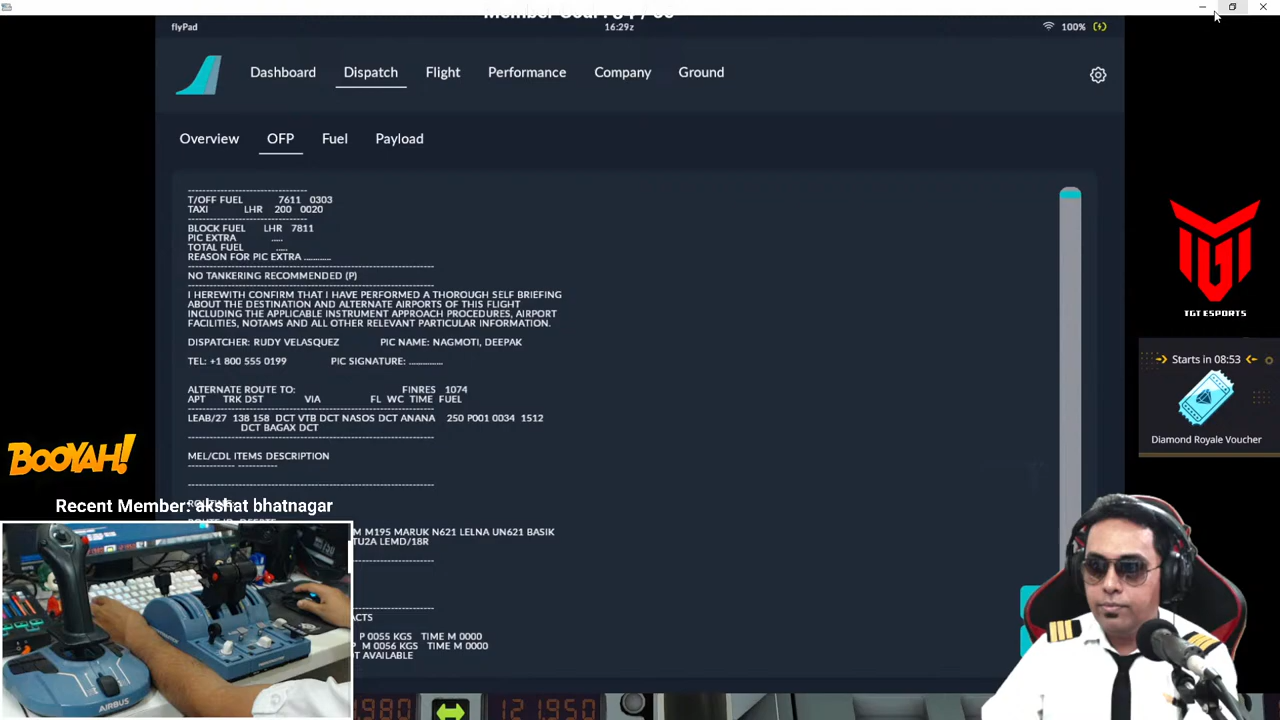 flyPad
16:29z
100%
Dashboard
Dispatch
Flight
Performance
Company
Ground
Overview
OFP
Fuel
Payload
T/OFF FUEL 7611 0303
TAXI LHR 200 0020
BLOCK FUEL LHR 7811
PIC EXTRA .....
TOTAL FUEL .....
REASON FOR PIC EXTRA ............
NO TANKERING RECOMMENDED (P)
I HEREWITH CONFIRM THAT I HAVE PERFORMED A THOROUGH SELF BRIEFING
ABOUT THE DESTINATION AND ALTERNATE AIRPORTS OF THIS FLIGHT
INCLUDING THE APPLICABLE INSTRUMENT APPROACH PROCEDURES, AIRPORT
FACILITIES, NOTAMS AND ALL OTHER RELEVANT PARTICULAR INFORMATION.
DISPATCHER: RUDY VELASQUEZ PIC NAME: NAGMOTI, DEEPAK
TEL: +1 800 555 0199 PIC SIGNATURE: ...............
ALTERNATE ROUTE TO: FINRES 1074
APT TRK DST VIA FL WC TIME FUEL
LEAB/27 138 158 DCT VTB DCT NASOS DCT ANANA 250 P001 0034 1512
DCT BAGAX DCT
MEL/CDL ITEMS DESCRIPTION
M M195 MARUK N621 LELNA UN621 BASIK
TU2A LEMD/18R
ACTS
P 0055 KGS TIME M 0000
P M 0056 KGS TIME M 0000
OT AVAILABLE
TGT ESPORTS
Starts in 08:53
Diamond Royale Voucher
BOOYAH!
Recent Member: akshat bhatnagar
AIRBUS
121.950